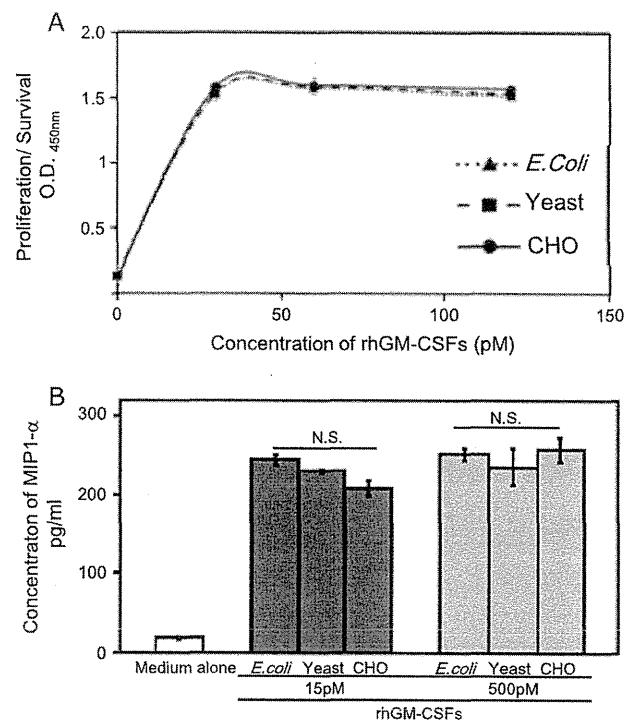 A
2.0
1.5
1
0.5
Proliferation/ Survival
O.D. 450nm
E.Coli
Yeast
CHO
0 50 100 150
Concentration of rhGM-CSFs (pM)
B
300
200
100
0
Concentraton of MIP1-α
pg/ml
N.S.
N.S.
Medium alone E.coli Yeast CHO E.coli Yeast CHO
15pM 500pM
rhGM-CSFs